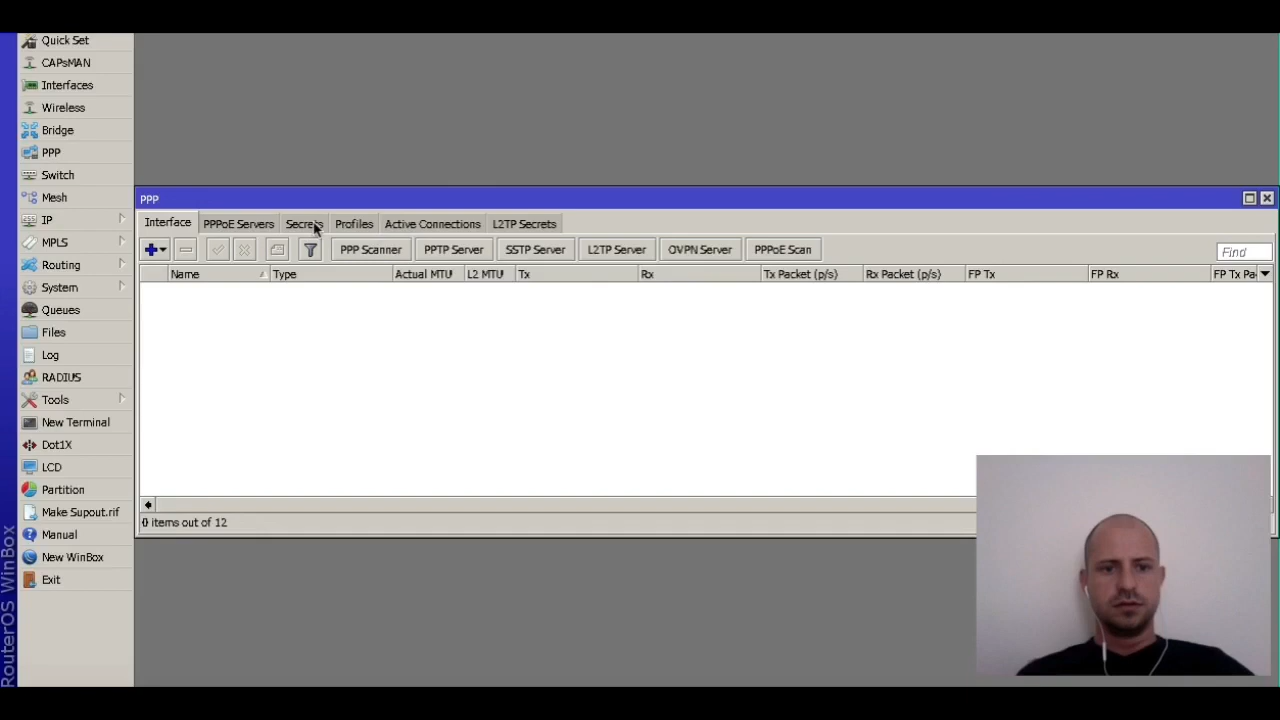 Quick Set
CAPsMAN
Interfaces
Wireless
Bridge
PPP
Switch
Mesh
IP
MPLS
Routing
System
Queues
Files
Log
RADIUS
Tools
New Terminal
Dot1X
LCD
Partition
Make Supout.rif
Manual
New WinBox
Exit
RouterOS WinBox
PPP
Interface PPPoE Servers Secrets Profiles Active Connections L2TP Secrets
PPP Scanner PPTP Server SSTP Server L2TP Server OVPN Server PPPoE Scan Find
Name Type Actual MTU L2 MTU Tx Rx Tx Packet (p/s) Rx Packet (p/s) FP Tx FP Rx FP Tx Pa
0 items out of 12